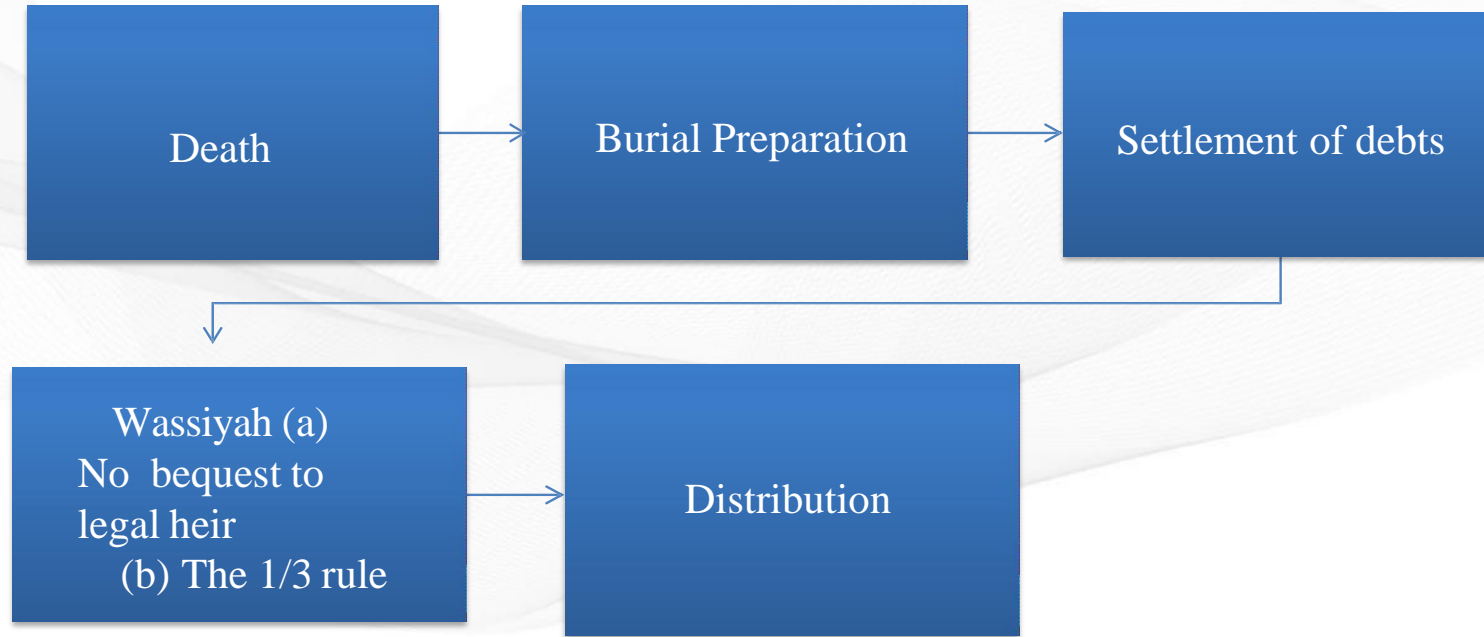 Death
Burial Preparation
Settlement of debts
Wassiyah (a)
No bequest to
legal heir
(b) The 1/3 rule
Distribution